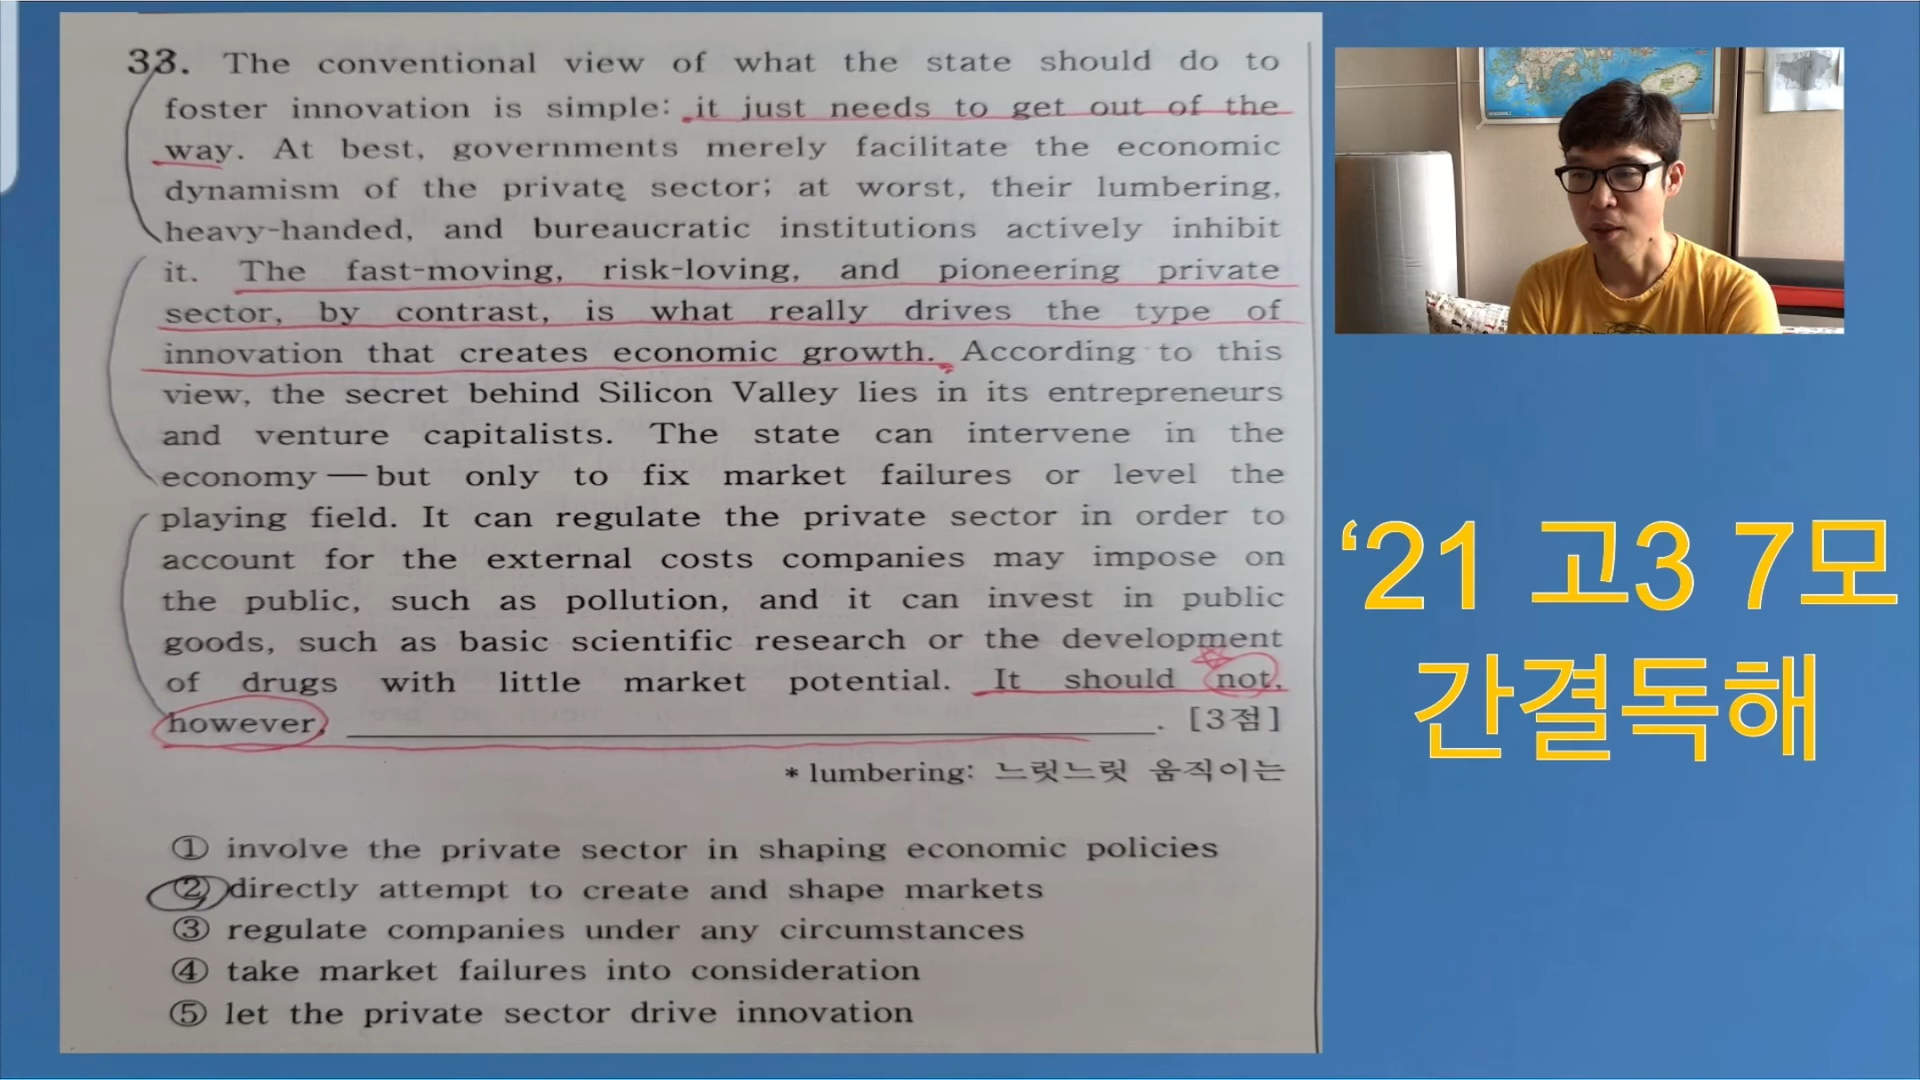 33. The conventional view of what the state should do to
foster innovation is simple: it just needs to get out of the
way. At best, governments merely facilitate the economic
dynamism of the private sector; at worst, their lumbering,
heavy-handed, and bureaucratic institutions actively inhibit
it. The fast-moving, risk-loving, and pioneering private
sector, by contrast, is what really drives the type of
innovation that creates economic growth. According to this
view, the secret behind Silicon Valley lies in its entrepreneurs
and venture capitalists. The state can intervene in the
economy — but only to fix market failures or level the
playing field. It can regulate the private sector in order to
account for the external costs companies may impose on
the public, such as pollution, and it can invest in public
goods, such as basic scientific research or the development
of drugs with little market potential. It should not,
however, ____________________. [3점]
* lumbering: 느릿느릿 움직이는
① involve the private sector in shaping economic policies
② directly attempt to create and shape markets
③ regulate companies under any circumstances
④ take market failures into consideration
⑤ let the private sector drive innovation
‘21 고3 7모
간결독해